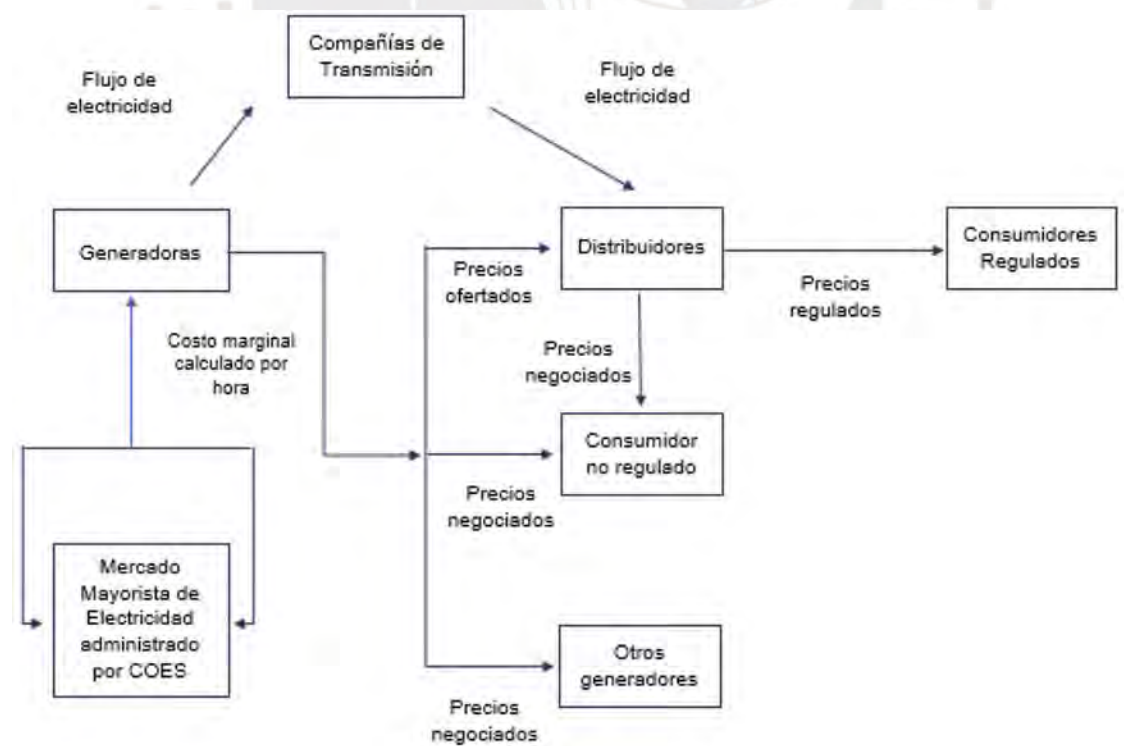 Compañías de
Transmisión
Flujo de
electricidad
Flujo de
electricidad
Generadoras
Distribuidores
Consumidores
Regulados
Precios
ofertados
Precios
regulados
Costo marginal
calculado por
hora
Precios
negociados
Consumidor
no regulado
Precios
negociados
Mercado
Mayorista de
Electricidad
administrado
por COES
Otros
generadores
Precios
negociados